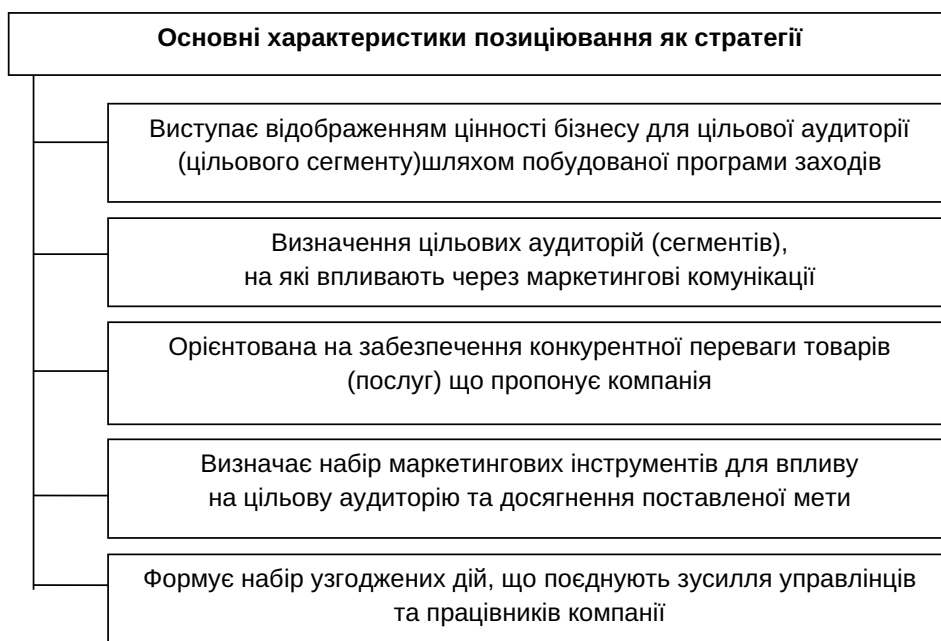 Основні характеристики позиціювання як стратегії
Виступає відображенням цінності бізнесу для цільової аудиторії
(цільового сегменту)шляхом побудованої програми заходів
Визначення цільових аудиторій (сегментів),
на які впливають через маркетингові комунікації
Орієнтована на забезпечення конкурентної переваги товарів
(послуг) що пропонує компанія
Визначає набір маркетингових інструментів для впливу
на цільову аудиторію та досягнення поставленої мети
Формує набір узгоджених дій, що поєднують зусилля управлінців
та працівників компанії